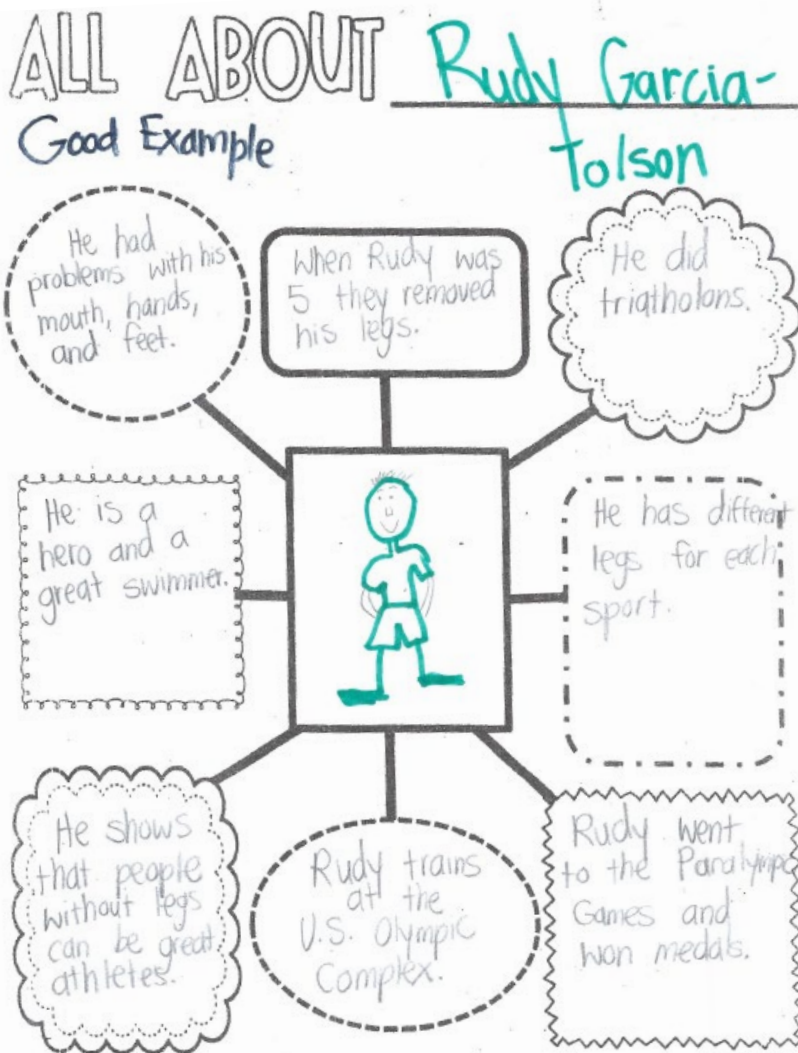 ALL ABOUT Rudy Garcia-
Tolson
Good Example
He had
problems with his
mouth, hands,
and feet.
When Rudy was
5 they removed
his legs.
He did
triatholans.
He is a
hero and a
great swimmer.
He has different
legs for each
sport.
He shows
that people
without legs
can be great
athletes.
Rudy trains
at the
U.S. Olympic
Complex.
Rudy went
to the Paralympc
Games and
won medals.